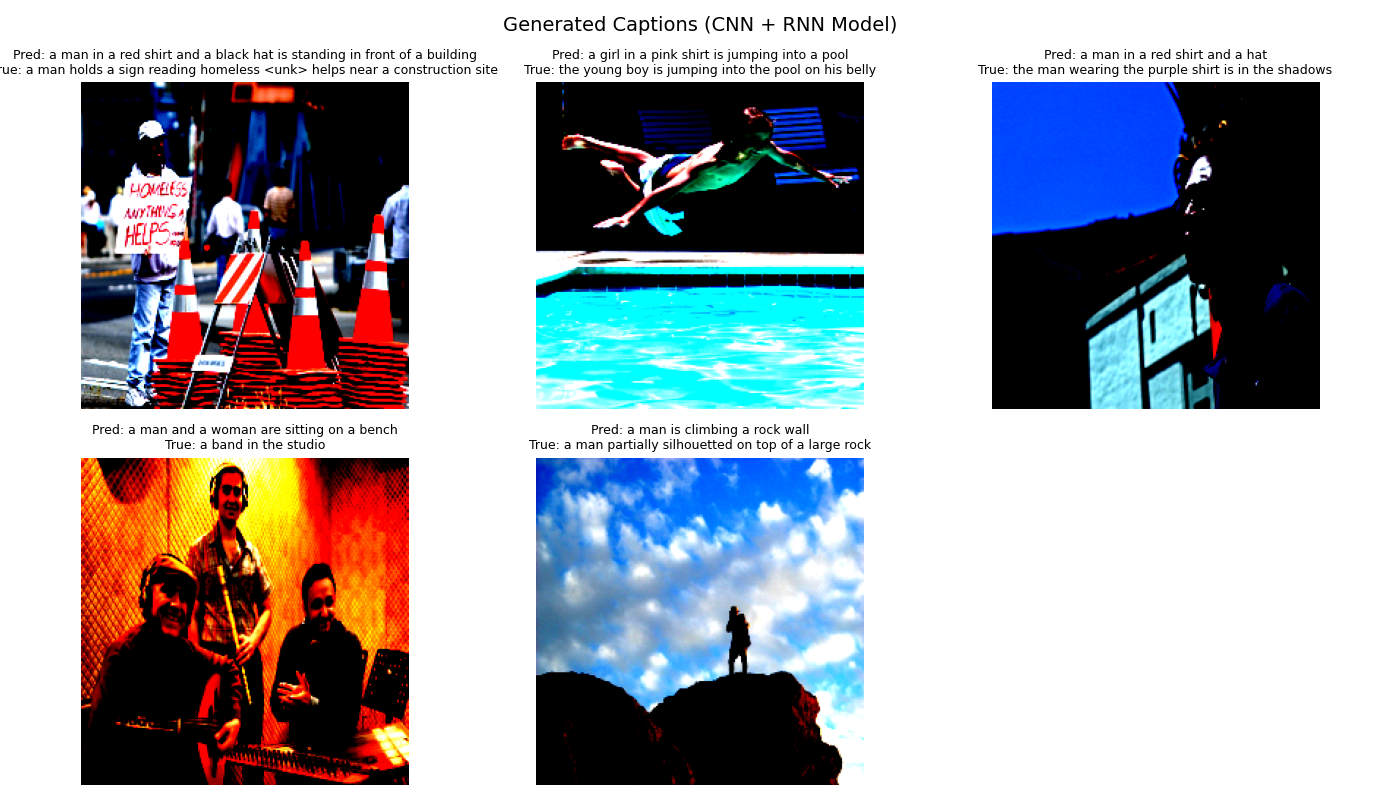 Generated Captions (CNN + RNN Model)
Pred: a man in a red shirt and a black hat is standing in front of a building
rue: a man holds a sign reading homeless <unk> helps near a construction site
Pred: a girl in a pink shirt is jumping into a pool
True: the young boy is jumping into the pool on his belly
Pred: a man in a red shirt and a hat
True: the man wearing the purple shirt is in the shadows
HOMELESS
ANYTHING
HELPS
Pred: a man and a woman are sitting on a bench
True: a band in the studio
Pred: a man is climbing a rock wall
True: a man partially silhouetted on top of a large rock